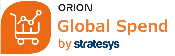 ORION
Global Spend
by stratesys